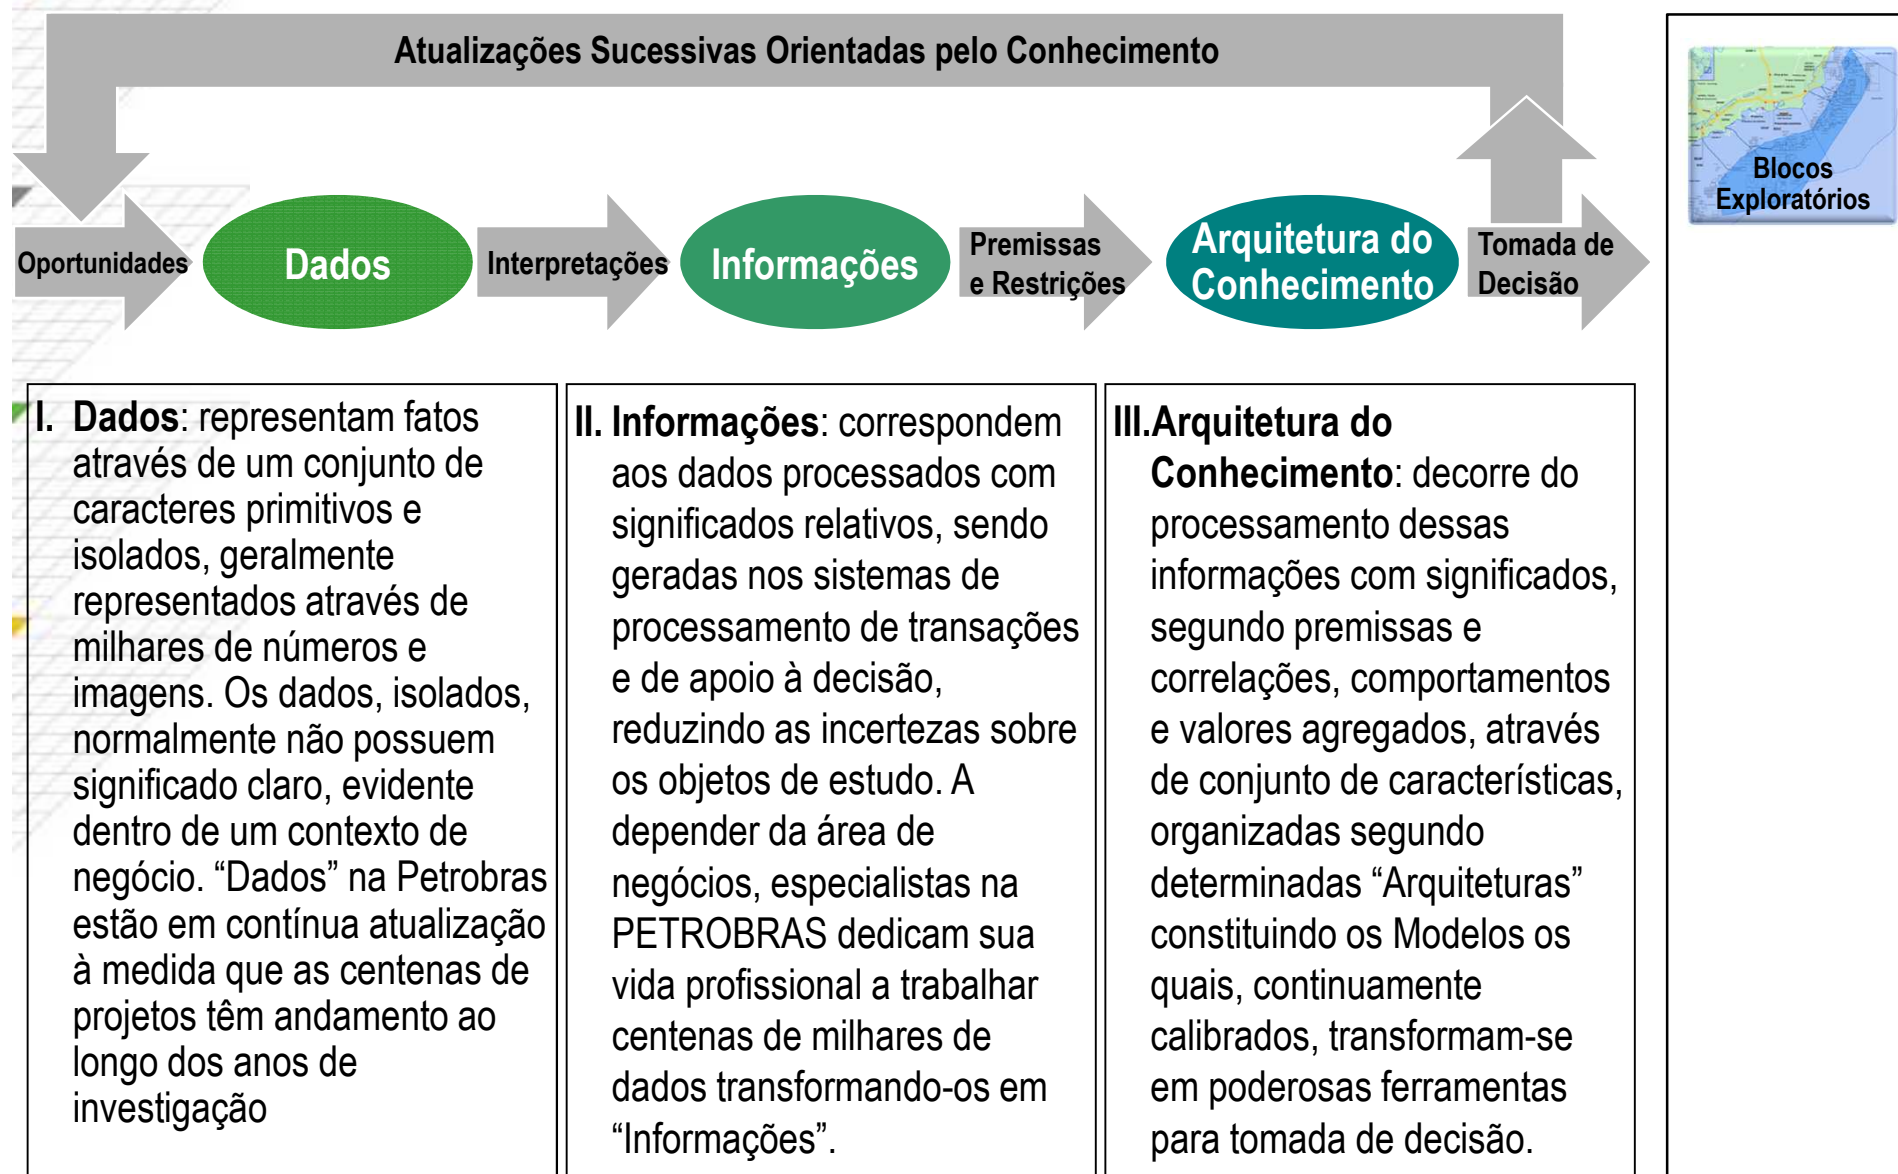 Atualizações Sucessivas Orientadas pelo Conhecimento
Blocos
Exploratórios
Oportunidades
Dados
Interpretações
Informações
Premissas
e Restrições
Arquitetura do
Conhecimento
Tomada de
Decisão
I. Dados: representam fatos
através de um conjunto de
caracteres primitivos e
isolados, geralmente
representados através de
milhares de números e
imagens. Os dados, isolados,
normalmente não possuem
significado claro, evidente
dentro de um contexto de
negócio. “Dados” na Petrobras
estão em contínua atualização
à medida que as centenas de
projetos têm andamento ao
longo dos anos de
investigação
II. Informações: correspondem
aos dados processados com
significados relativos, sendo
geradas nos sistemas de
processamento de transações
e de apoio à decisão,
reduzindo as incertezas sobre
os objetos de estudo. A
depender da área de
negócios, especialistas na
PETROBRAS dedicam sua
vida profissional a trabalhar
centenas de milhares de
dados transformando-os em
“Informações”.
III.Arquitetura do
Conhecimento: decorre do
processamento dessas
informações com significados,
segundo premissas e
correlações, comportamentos
e valores agregados, através
de conjunto de características,
organizadas segundo
determinadas “Arquiteturas”
constituindo os Modelos os
quais, continuamente
calibrados, transformam-se
em poderosas ferramentas
para tomada de decisão.